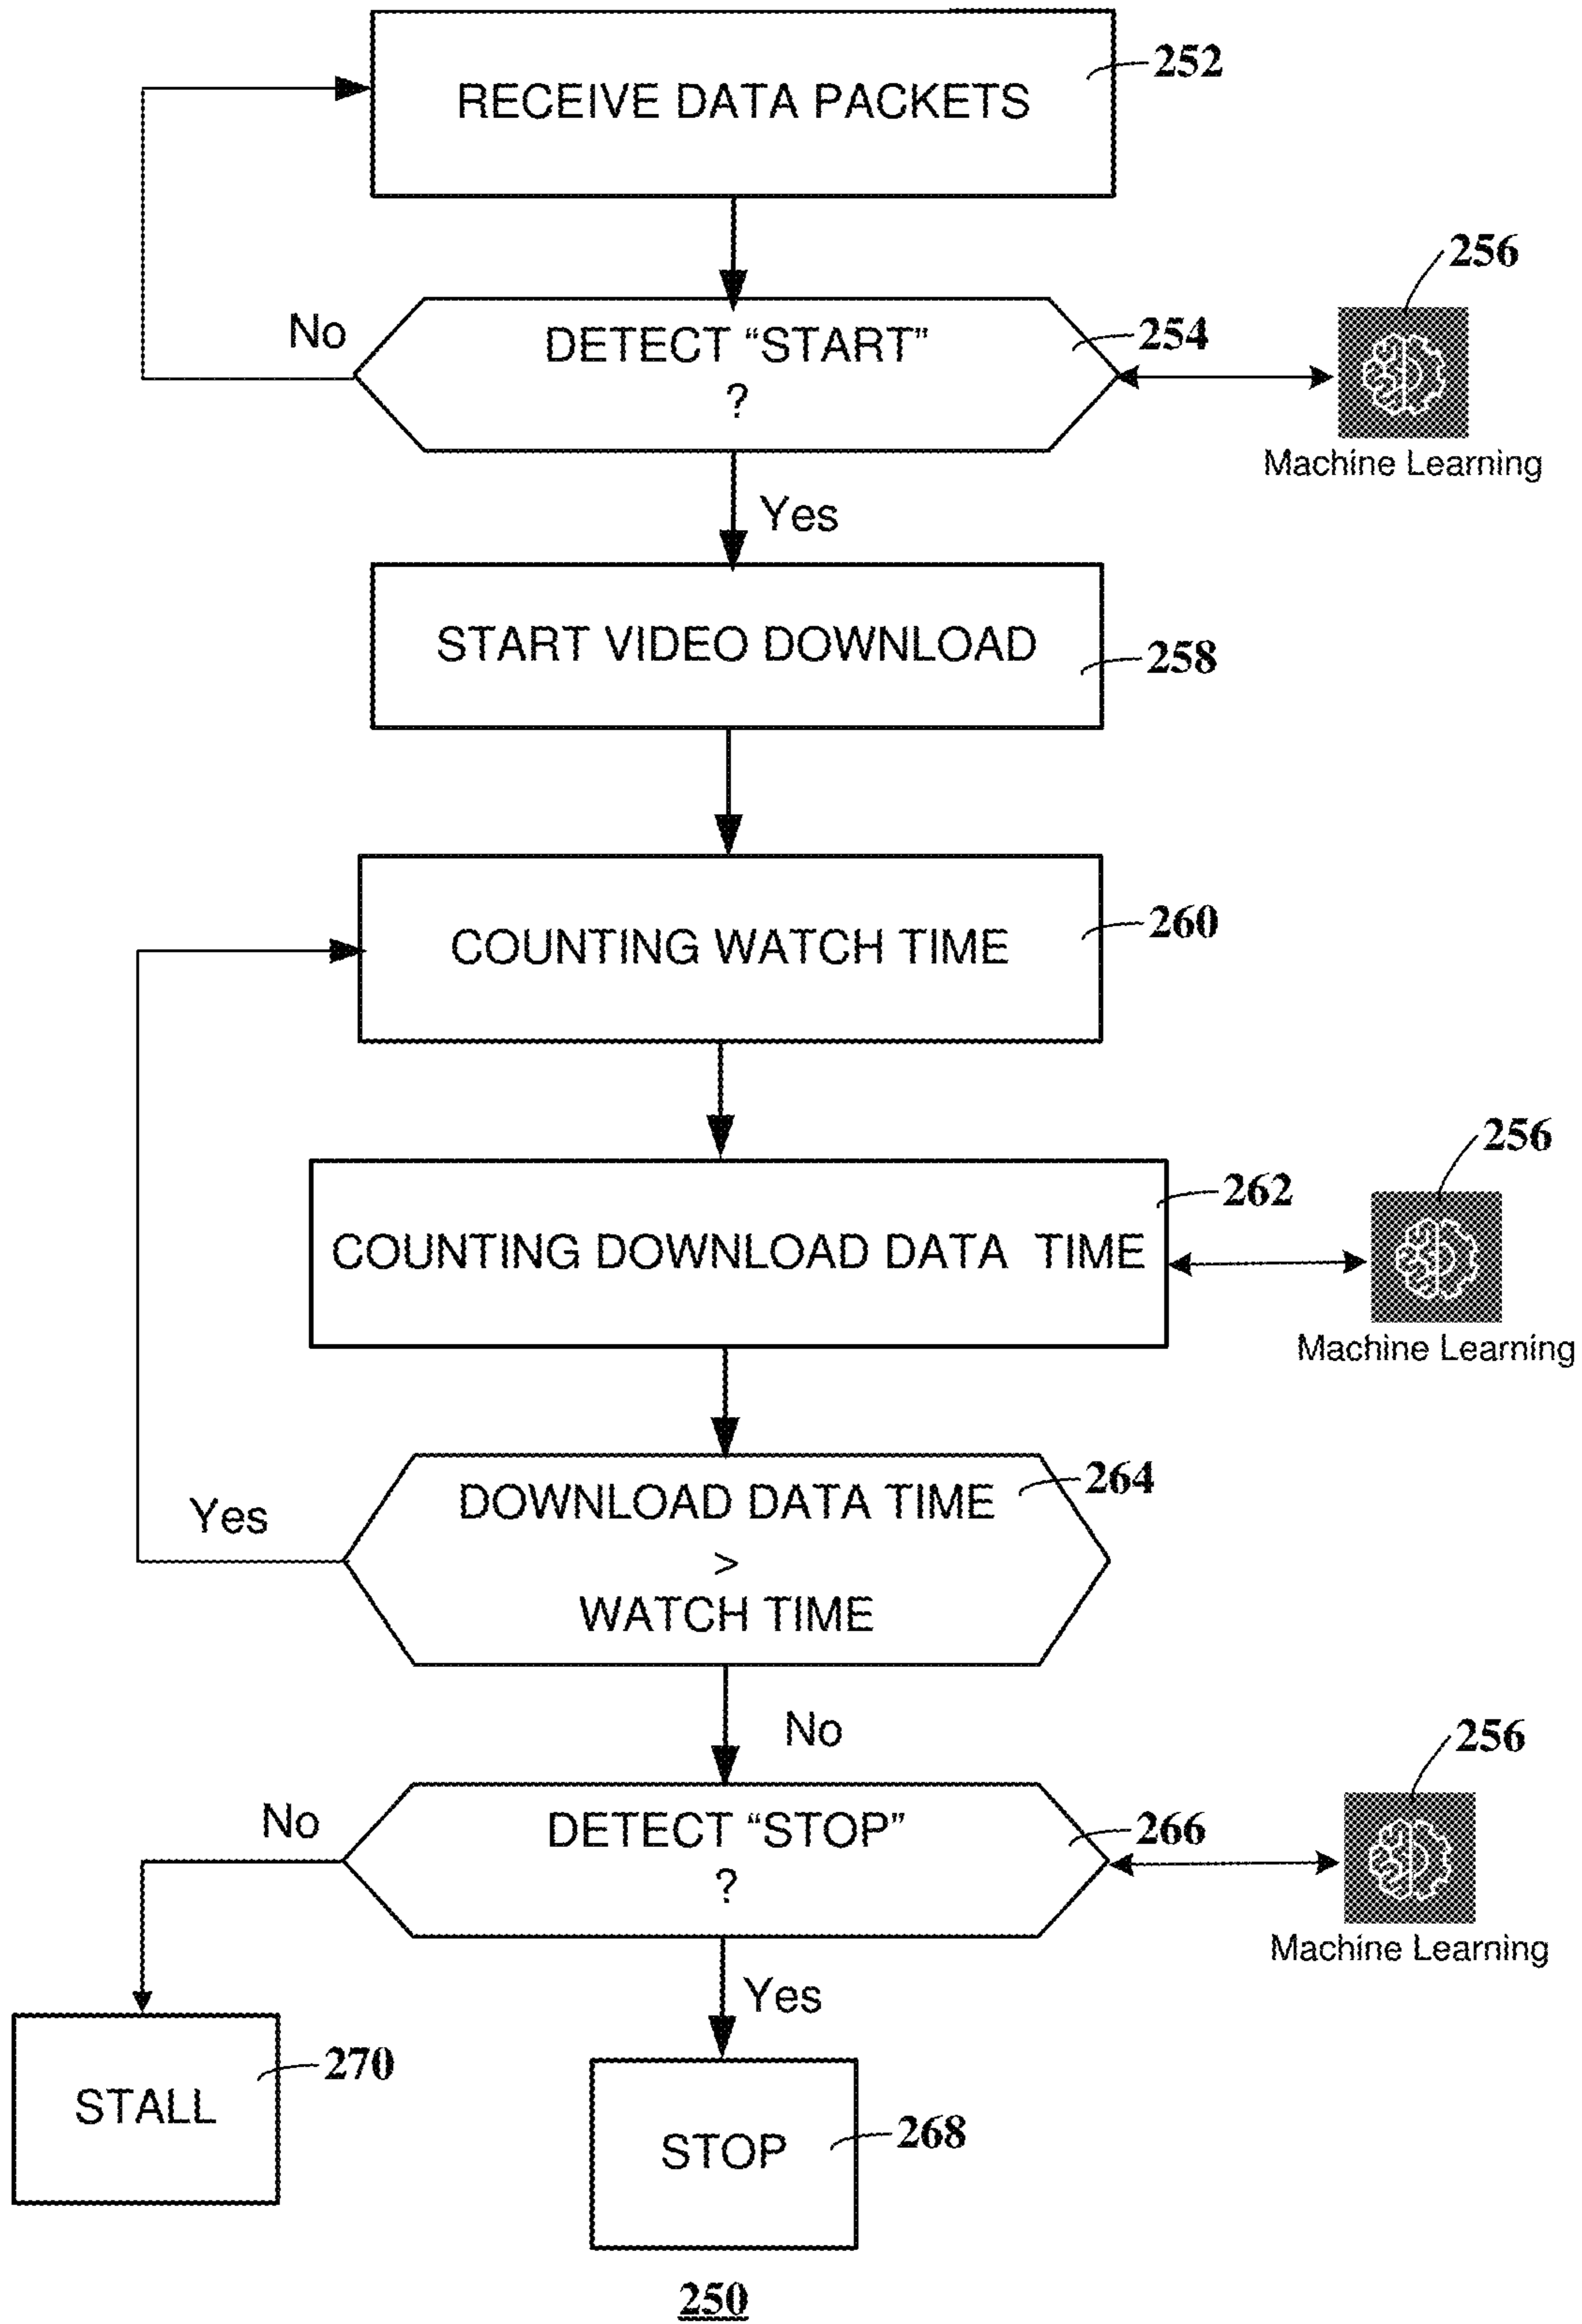 RECEIVE DATA PACKETS
252
256
No
DETECT “START”
?
254
Machine Learning
Yes
START VIDEO DOWNLOAD
258
COUNTING WATCH TIME
260
256
262
COUNTING DOWNLOAD DATA TIME
Machine Learning
264
DOWNLOAD DATA TIME
>
WATCH TIME
Yes
No
256
No
DETECT “STOP”
?
266
Machine Learning
Yes
STALL
270
STOP
268
250